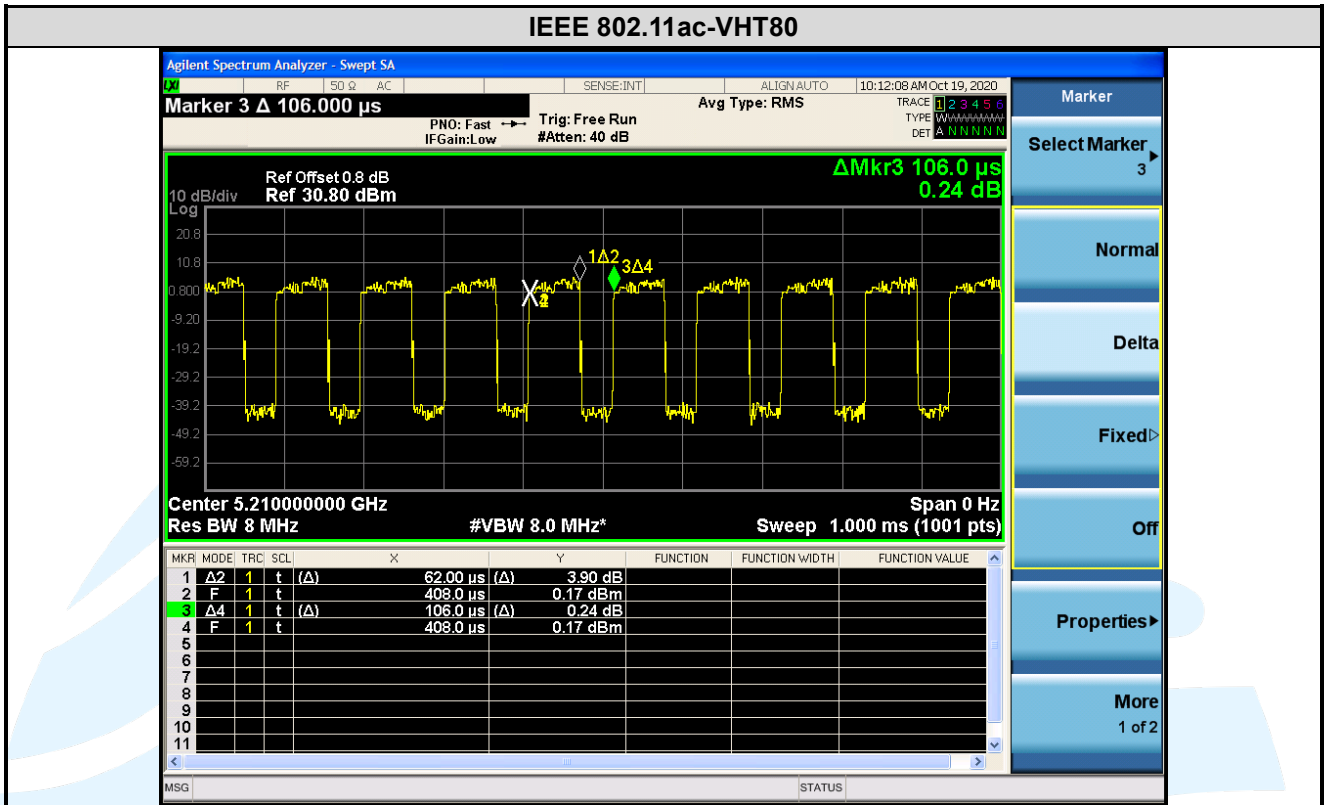 IEEE 802.11ac-VHT80
Agilent Spectrum Analyzer - Swept SA
LXI RF 50 Ω AC SENSE:INT ALIGN AUTO 10:12:08 AM Oct 19, 2020
Marker 3 Δ 106.000 µs
PNO: Fast
IFGain:Low
Trig: Free Run
#Atten: 40 dB
Avg Type: RMS
TRACE 1 2 3 4 5 6
TYPE WWWWWW
DET A N N N N N
ΔMkr3 106.0 µs
0.24 dB
Ref Offset 0.8 dB
10 dB/div Ref 30.80 dBm
Log
20.8
10.8
0.800
-9.20
-19.2
-29.2
-39.2
-49.2
-59.2
1Δ2
3Δ4
Center 5.210000000 GHz Span 0 Hz
Res BW 8 MHz #VBW 8.0 MHz* Sweep 1.000 ms (1001 pts)
MKR MODE TRC SCL X Y FUNCTION FUNCTION WIDTH FUNCTION VALUE
1 Δ2 1 t (Δ) 62.00 µs (Δ) 3.90 dB
2 F 1 t 408.0 µs 0.17 dBm
3 Δ4 1 t (Δ) 106.0 µs (Δ) 0.24 dB
4 F 1 t 408.0 µs 0.17 dBm
5
6
7
8
9
10
11
MSG STATUS
Marker
Select Marker
3
Normal
Delta
Fixed
Off
Properties
More
1 of 2